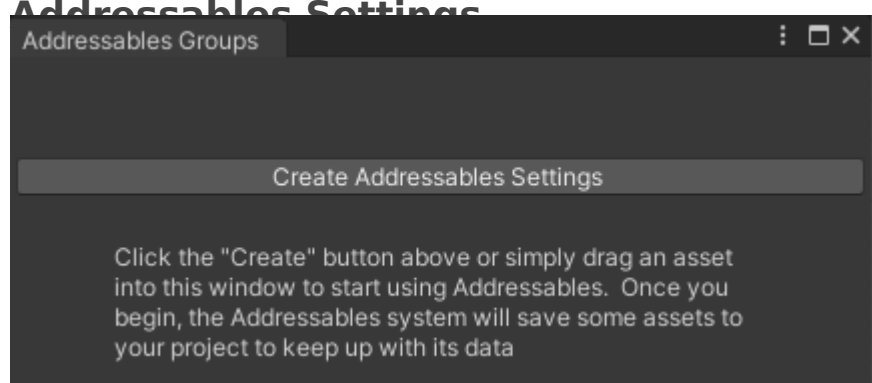 Addressables Settings
Addressables Groups
Create Addressables Settings
Click the "Create" button above or simply drag an asset
into this window to start using Addressables.  Once you
begin, the Addressables system will save some assets to
your project to keep up with its data